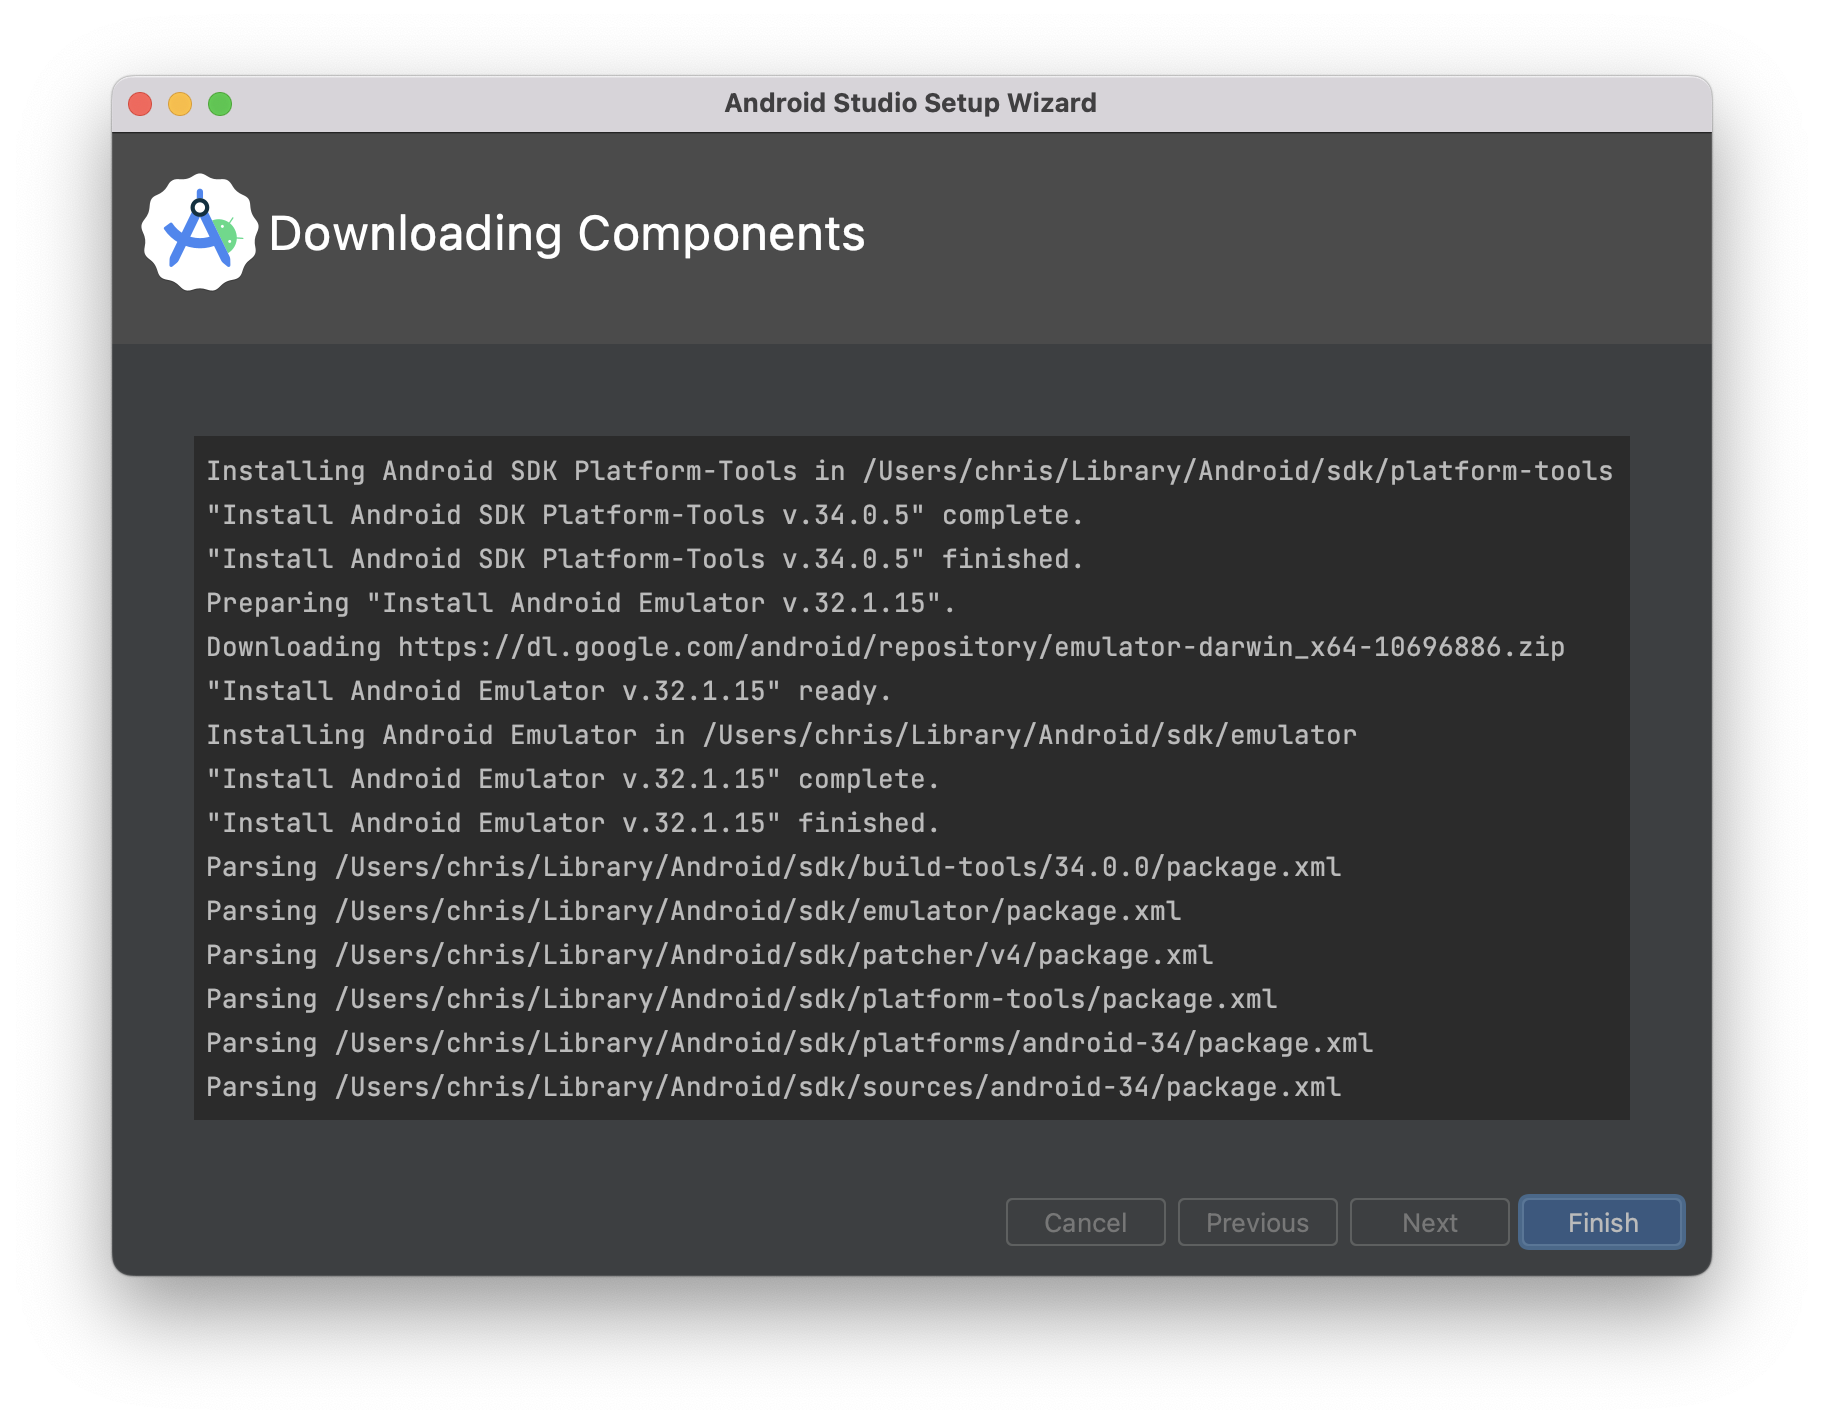 Android Studio Setup Wizard
Downloading Components
Installing Android SDK Platform-Tools in /Users/chris/Library/Android/sdk/platform-tools
"Install Android SDK Platform-Tools v.34.0.5" complete.
"Install Android SDK Platform-Tools v.34.0.5" finished.
Preparing "Install Android Emulator v.32.1.15".
Downloading https://dl.google.com/android/repository/emulator-darwin_x64-10696886.zip
"Install Android Emulator v.32.1.15" ready.
Installing Android Emulator in /Users/chris/Library/Android/sdk/emulator
"Install Android Emulator v.32.1.15" complete.
"Install Android Emulator v.32.1.15" finished.
Parsing /Users/chris/Library/Android/sdk/build-tools/34.0.0/package.xml
Parsing /Users/chris/Library/Android/sdk/emulator/package.xml
Parsing /Users/chris/Library/Android/sdk/patcher/v4/package.xml
Parsing /Users/chris/Library/Android/sdk/platform-tools/package.xml
Parsing /Users/chris/Library/Android/sdk/platforms/android-34/package.xml
Parsing /Users/chris/Library/Android/sdk/sources/android-34/package.xml
Cancel Previous Next Finish